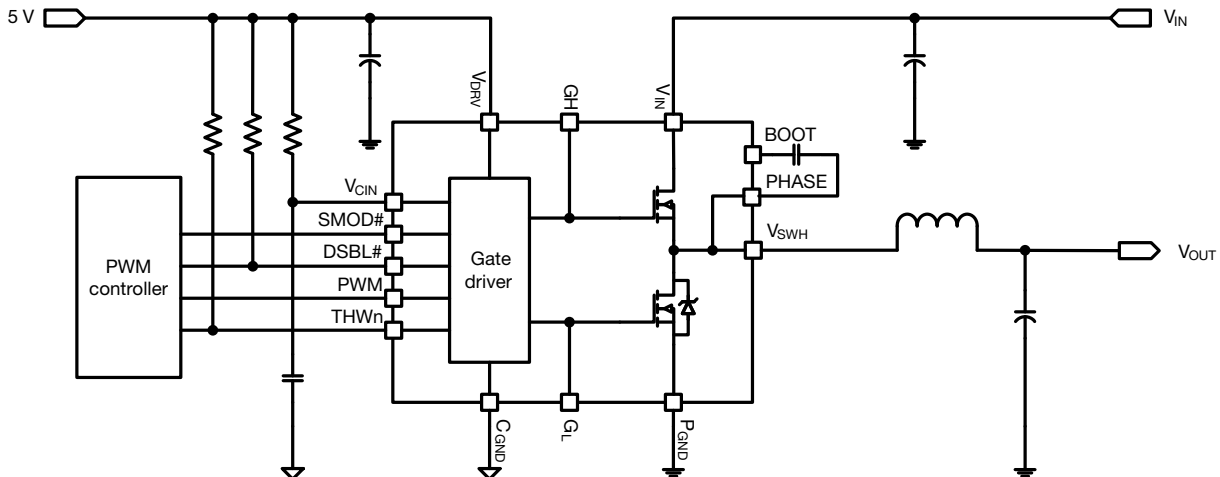 5 V
VIN
VDRV
GH
VIN
BOOT
PHASE
VCIN
SMOD#
DSBL#
PWM
THWn
PWM
controller
Gate
driver
VSWH
VOUT
CGND
GL
PGND